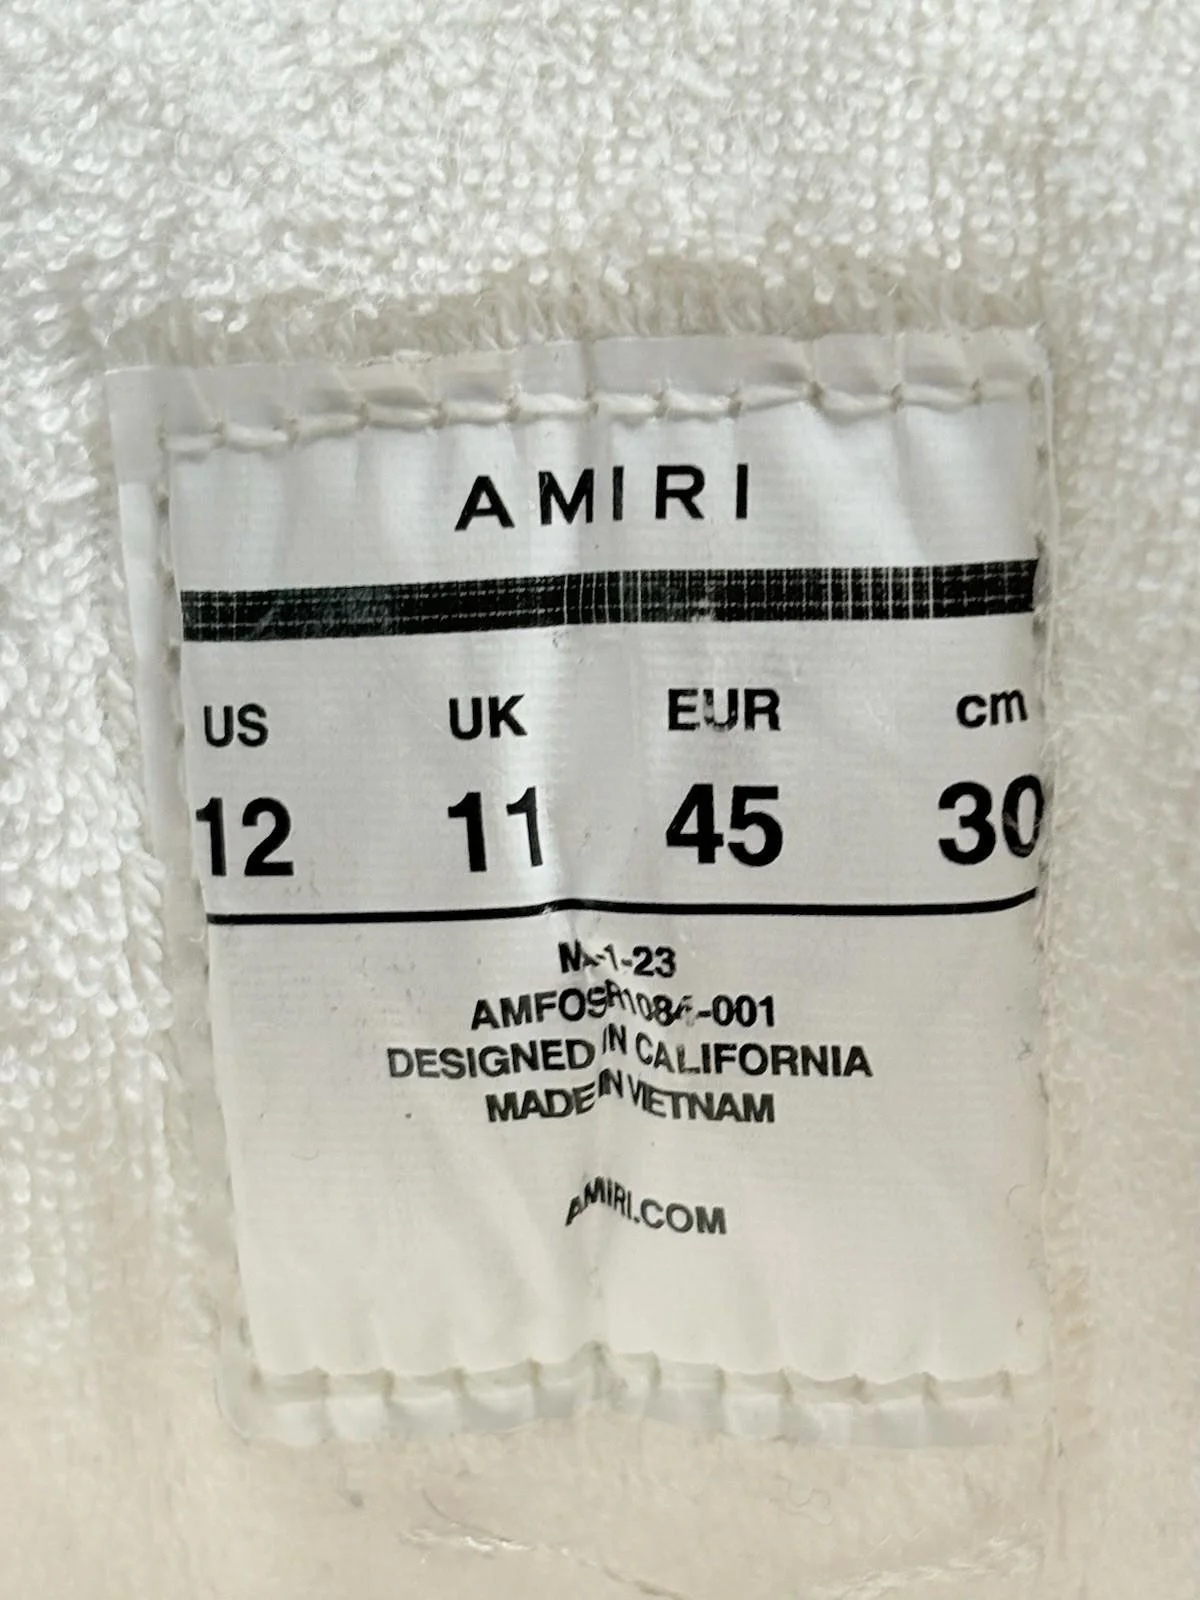 AMIRI
US UK EUR cm
12 11 45 30
DESIGNED IN CALIFORNIA
MADE IN VIETNAM
AMIRI.COM